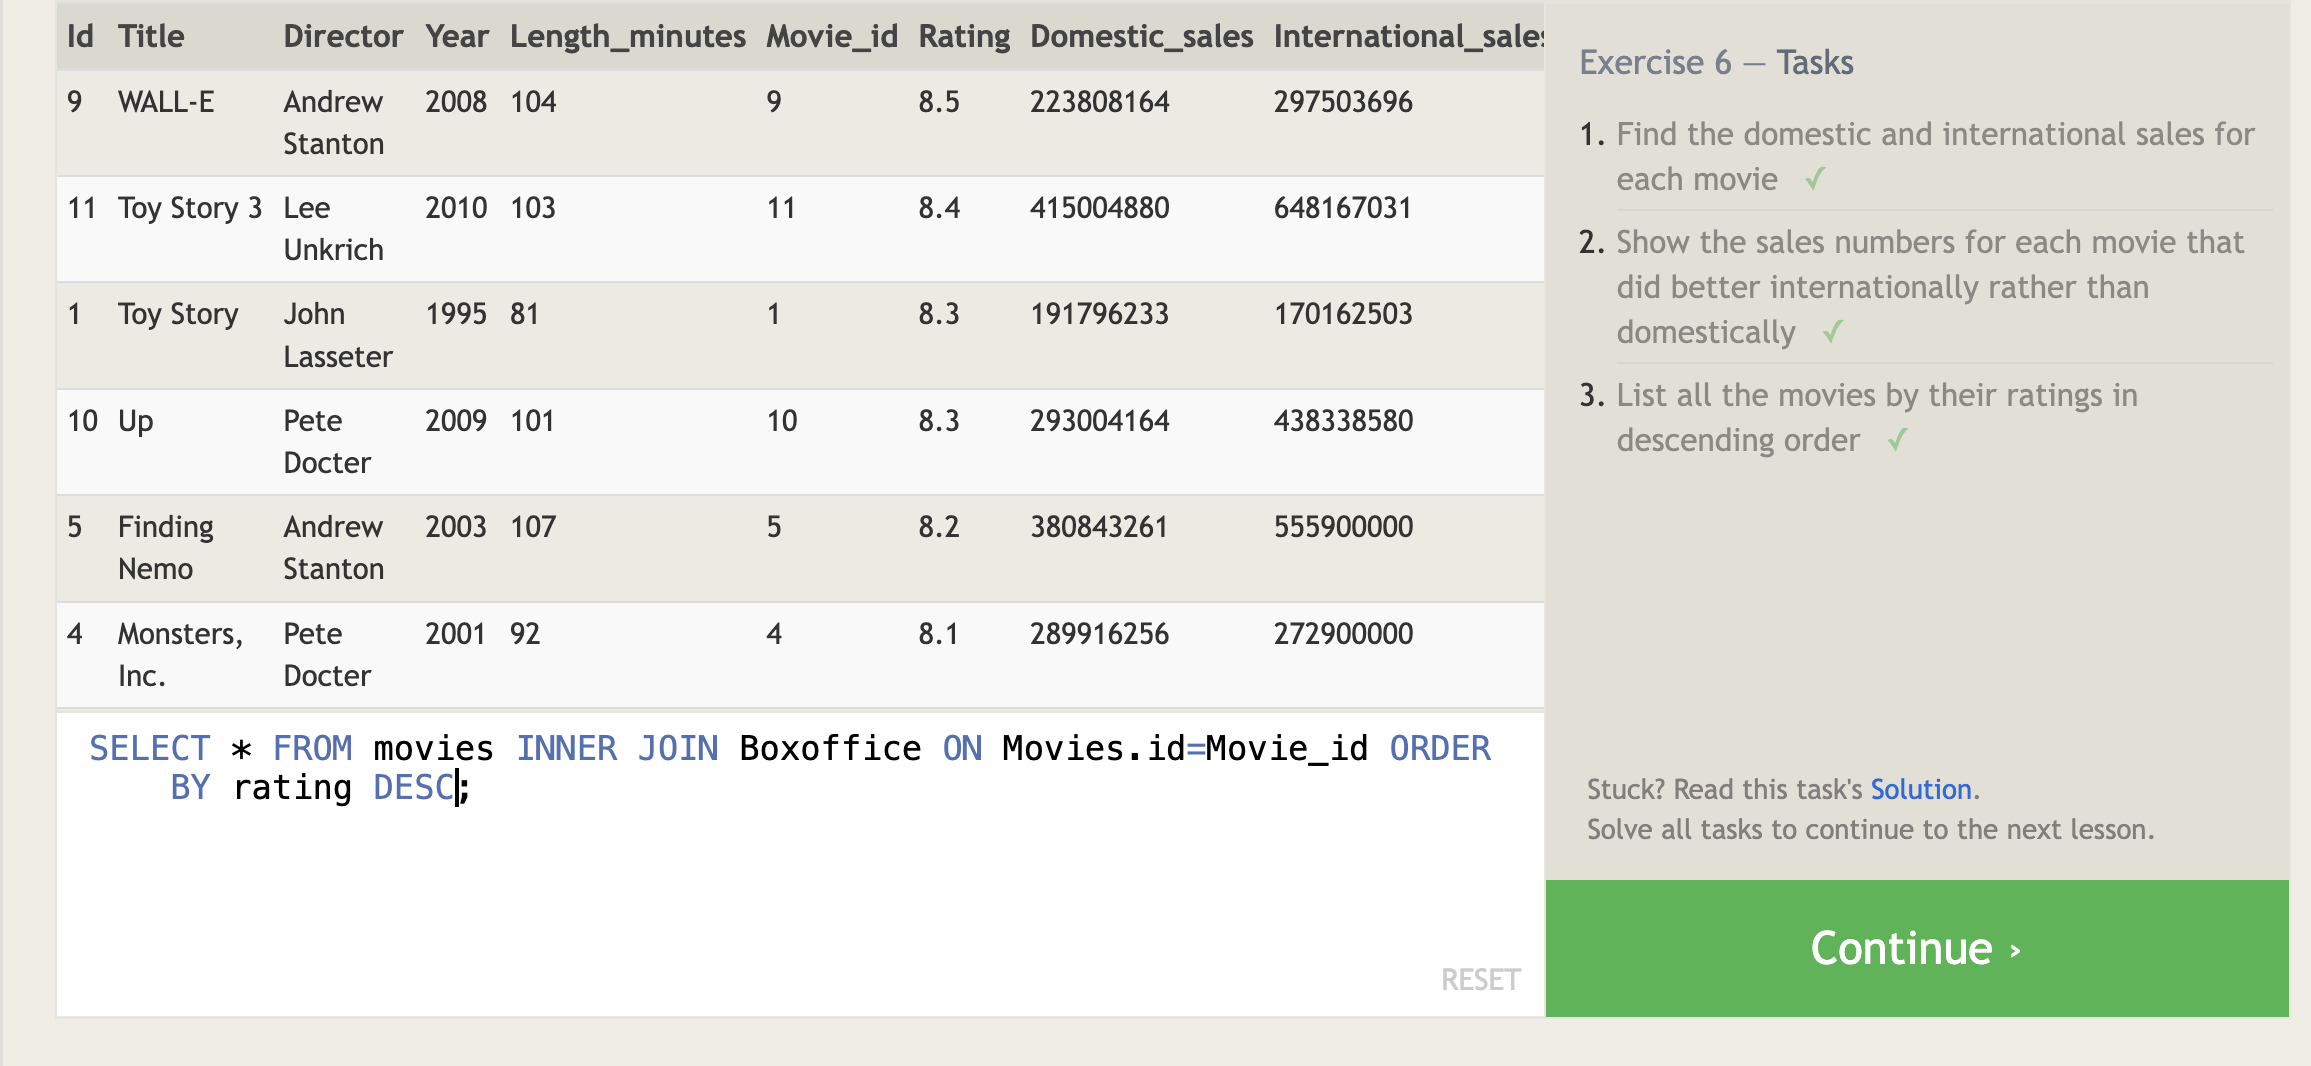 Id Title Director Year Length_minutes Movie_id Rating Domestic_sales International_sales
9 WALL-E Andrew Stanton 2008 104 9 8.5 223808164 297503696
11 Toy Story 3 Lee Unkrich 2010 103 11 8.4 415004880 648167031
1 Toy Story John Lasseter 1995 81 1 8.3 191796233 170162503
10 Up Pete Docter 2009 101 10 8.3 293004164 438338580
5 Finding Nemo Andrew Stanton 2003 107 5 8.2 380843261 555900000
4 Monsters, Inc. Pete Docter 2001 92 4 8.1 289916256 272900000
SELECT * FROM movies INNER JOIN Boxoffice ON Movies.id=Movie_id ORDER
BY rating DESC;
RESET
Exercise 6 — Tasks
1. Find the domestic and international sales for
each movie ✓
2. Show the sales numbers for each movie that
did better internationally rather than
domestically ✓
3. List all the movies by their ratings in
descending order ✓
Stuck? Read this task's Solution.
Solve all tasks to continue to the next lesson.
Continue ›